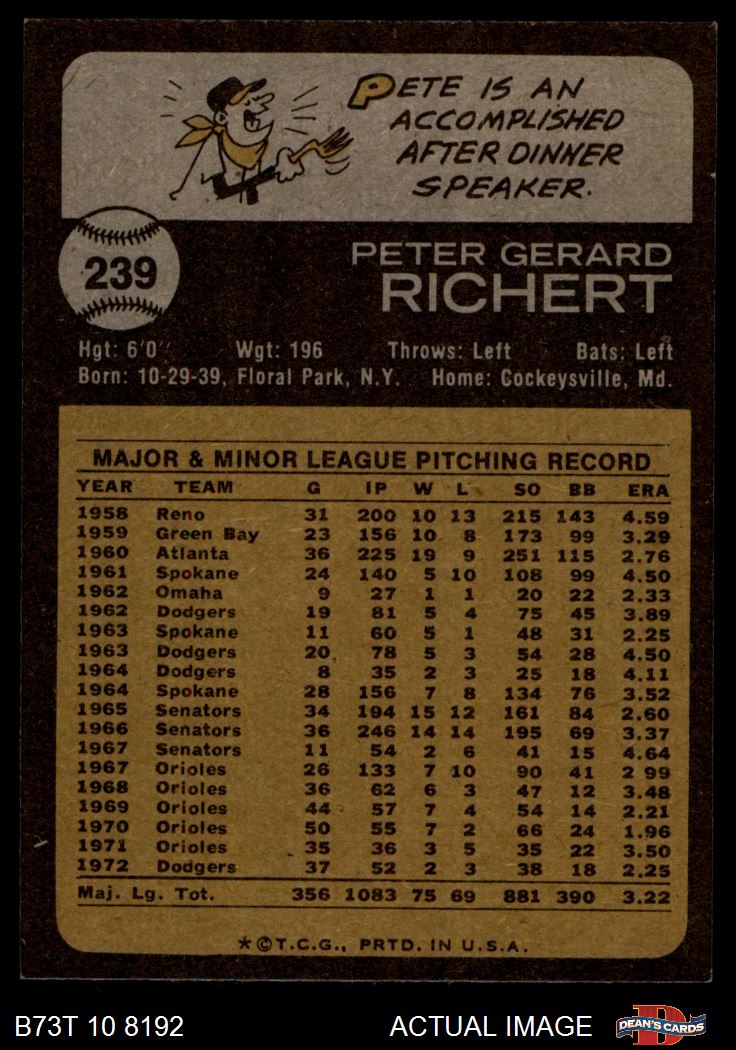 PETE IS AN
ACCOMPLISHED
AFTER DINNER
SPEAKER.
239
PETER GERARD
RICHERT
Hgt: 6'0" Wgt: 196 Throws: Left Bats: Left
Born: 10-29-39, Floral Park, N.Y. Home: Cockeysville, Md.
MAJOR & MINOR LEAGUE PITCHING RECORD
YEAR TEAM G IP W L SO BB ERA
1958 Reno 31 200 10 13 215 143 4.59
1959 Green Bay 23 156 10 8 173 99 3.29
1960 Atlanta 36 225 19 9 251 115 2.76
1961 Spokane 24 140 5 10 108 99 4.50
1962 Omaha 9 27 1 1 20 22 2.33
1962 Dodgers 19 81 5 4 75 45 3.89
1963 Spokane 11 60 5 1 48 31 2.25
1963 Dodgers 20 78 5 3 54 28 4.50
1964 Dodgers 8 35 2 3 25 18 4.11
1964 Spokane 28 156 7 8 134 76 3.52
1965 Senators 34 194 15 12 161 84 2.60
1966 Senators 36 246 14 14 195 69 3.37
1967 Senators 11 54 2 6 41 15 4.64
1967 Orioles 26 133 7 10 90 41 2 99
1968 Orioles 36 62 6 3 47 12 3.48
1969 Orioles 44 57 7 4 54 14 2.21
1970 Orioles 50 55 7 2 66 24 1.96
1971 Orioles 35 36 3 5 35 22 3.50
1972 Dodgers 37 52 2 3 38 18 2.25
Maj. Lg. Tot. 356 1083 75 69 881 390 3.22
*©T.C.G., PRTD. IN U.S.A.
B73T 10 8192 ACTUAL IMAGE D DEAN'S CARDS